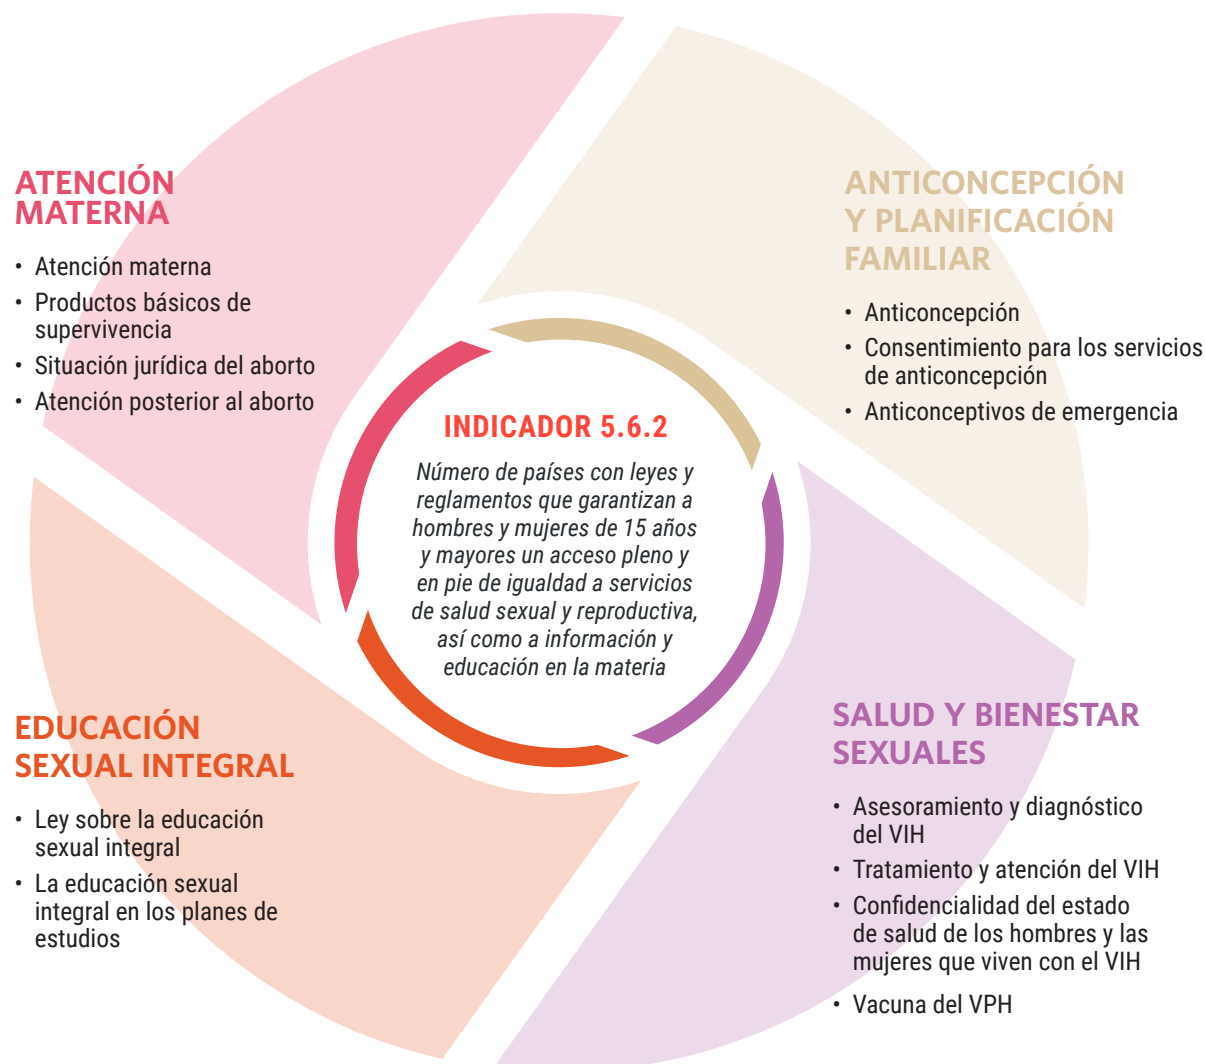 ATENCIÓN
MATERNA
• Atención materna
• Productos básicos de
supervivencia
• Situación jurídica del aborto
• Atención posterior al aborto
ANTICONCEPCIÓN
Y PLANIFICACIÓN
FAMILIAR
• Anticoncepción
• Consentimiento para los servicios
de anticoncepción
• Anticonceptivos de emergencia
INDICADOR 5.6.2
Número de países con leyes y
reglamentos que garantizan a
hombres y mujeres de 15 años
y mayores un acceso pleno y
en pie de igualdad a servicios
de salud sexual y reproductiva,
así como a información y
educación en la materia
EDUCACIÓN
SEXUAL INTEGRAL
• Ley sobre la educación
sexual integral
• La educación sexual
integral en los planes de
estudios
SALUD Y BIENESTAR
SEXUALES
• Asesoramiento y diagnóstico
del VIH
• Tratamiento y atención del VIH
• Confidencialidad del estado
de salud de los hombres y las
mujeres que viven con el VIH
• Vacuna del VPH